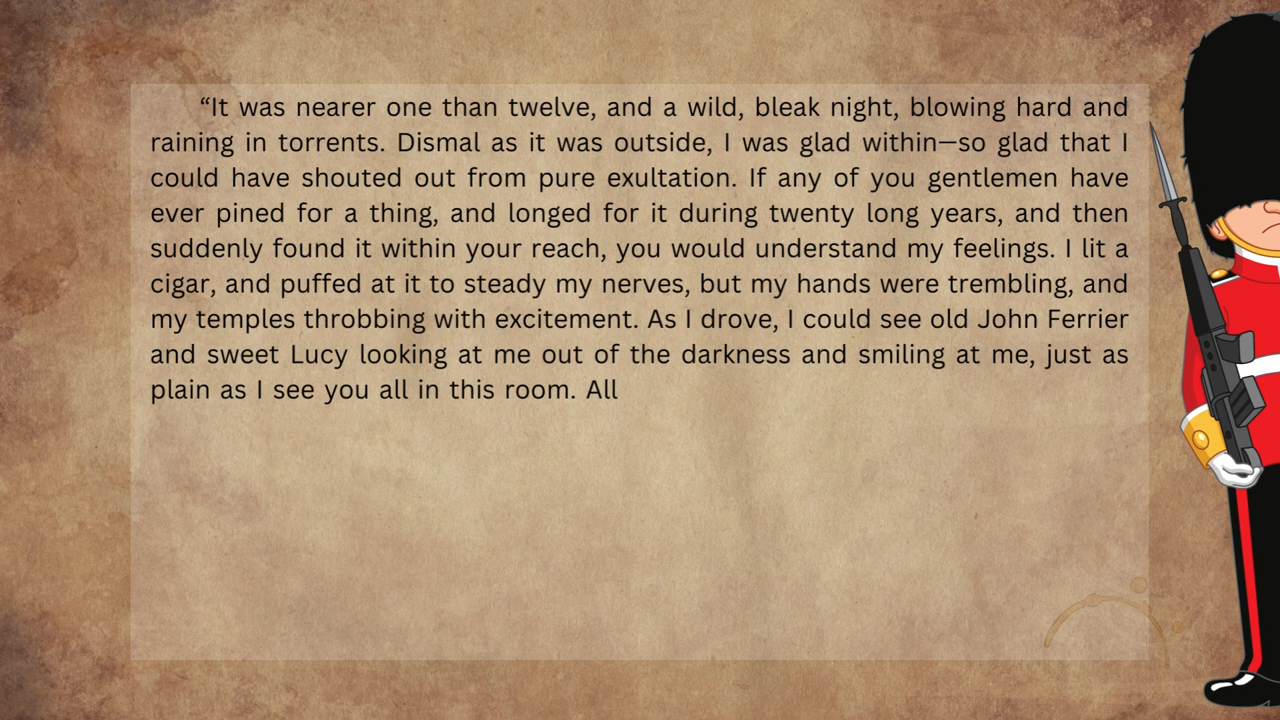 “It was nearer one than twelve, and a wild, bleak night, blowing hard and
raining in torrents. Dismal as it was outside, I was glad within—so glad that I
could have shouted out from pure exultation. If any of you gentlemen have
ever pined for a thing, and longed for it during twenty long years, and then
suddenly found it within your reach, you would understand my feelings. I lit a
cigar, and puffed at it to steady my nerves, but my hands were trembling, and
my temples throbbing with excitement. As I drove, I could see old John Ferrier
and sweet Lucy looking at me out of the darkness and smiling at me, just as
plain as I see you all in this room. All